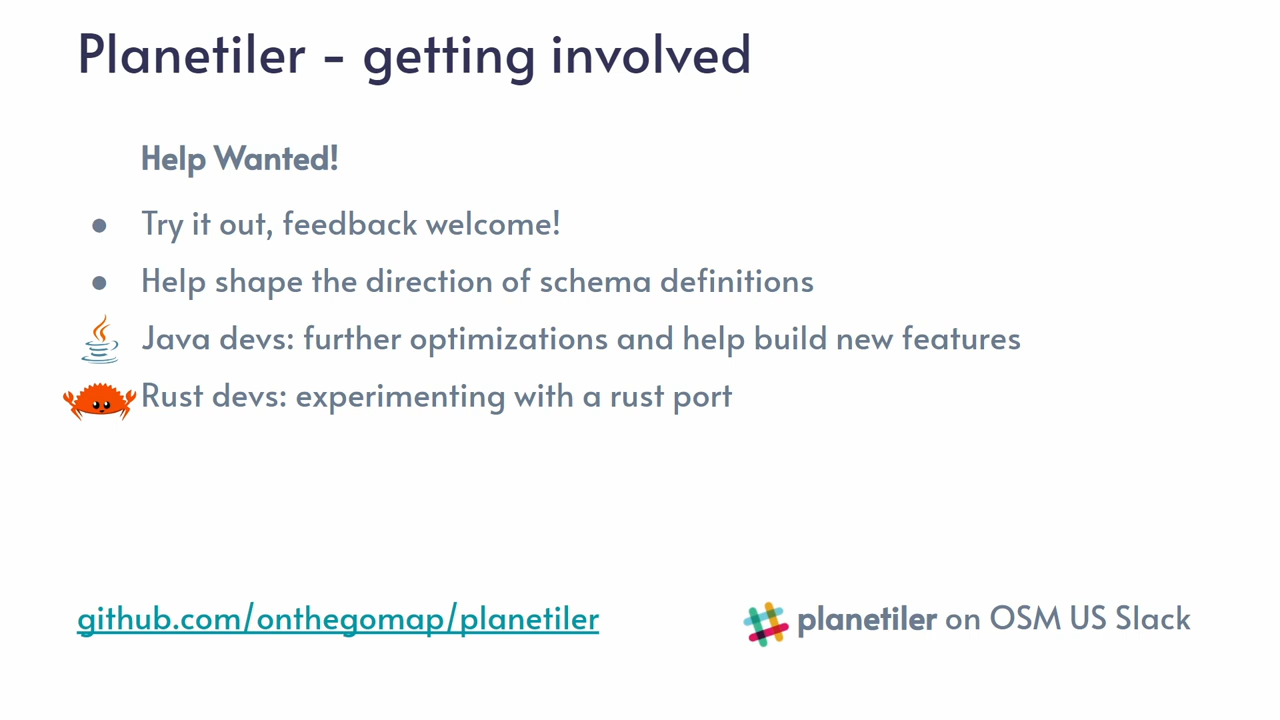 Planetiler - getting involved
Help Wanted!
● Try it out, feedback welcome!
● Help shape the direction of schema definitions
Java devs: further optimizations and help build new features
Rust devs: experimenting with a rust port
github.com/onthegomap/planetiler
planetiler on OSM US Slack